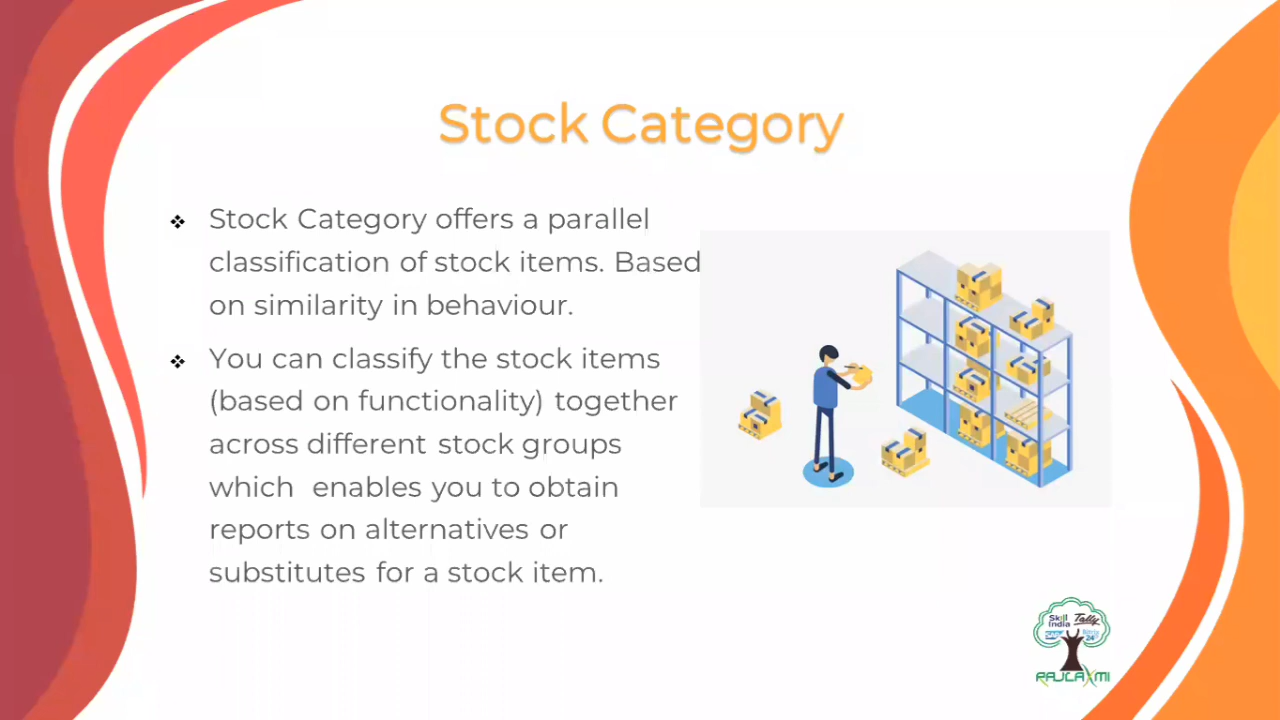 Stock Category
❖ Stock Category offers a parallel
classification of stock items. Based
on similarity in behaviour.
❖ You can classify the stock items
(based on functionality) together
across different stock groups
which enables you to obtain
reports on alternatives or
substitutes for a stock item.
Skill
India
Tally
RAJLAXMI